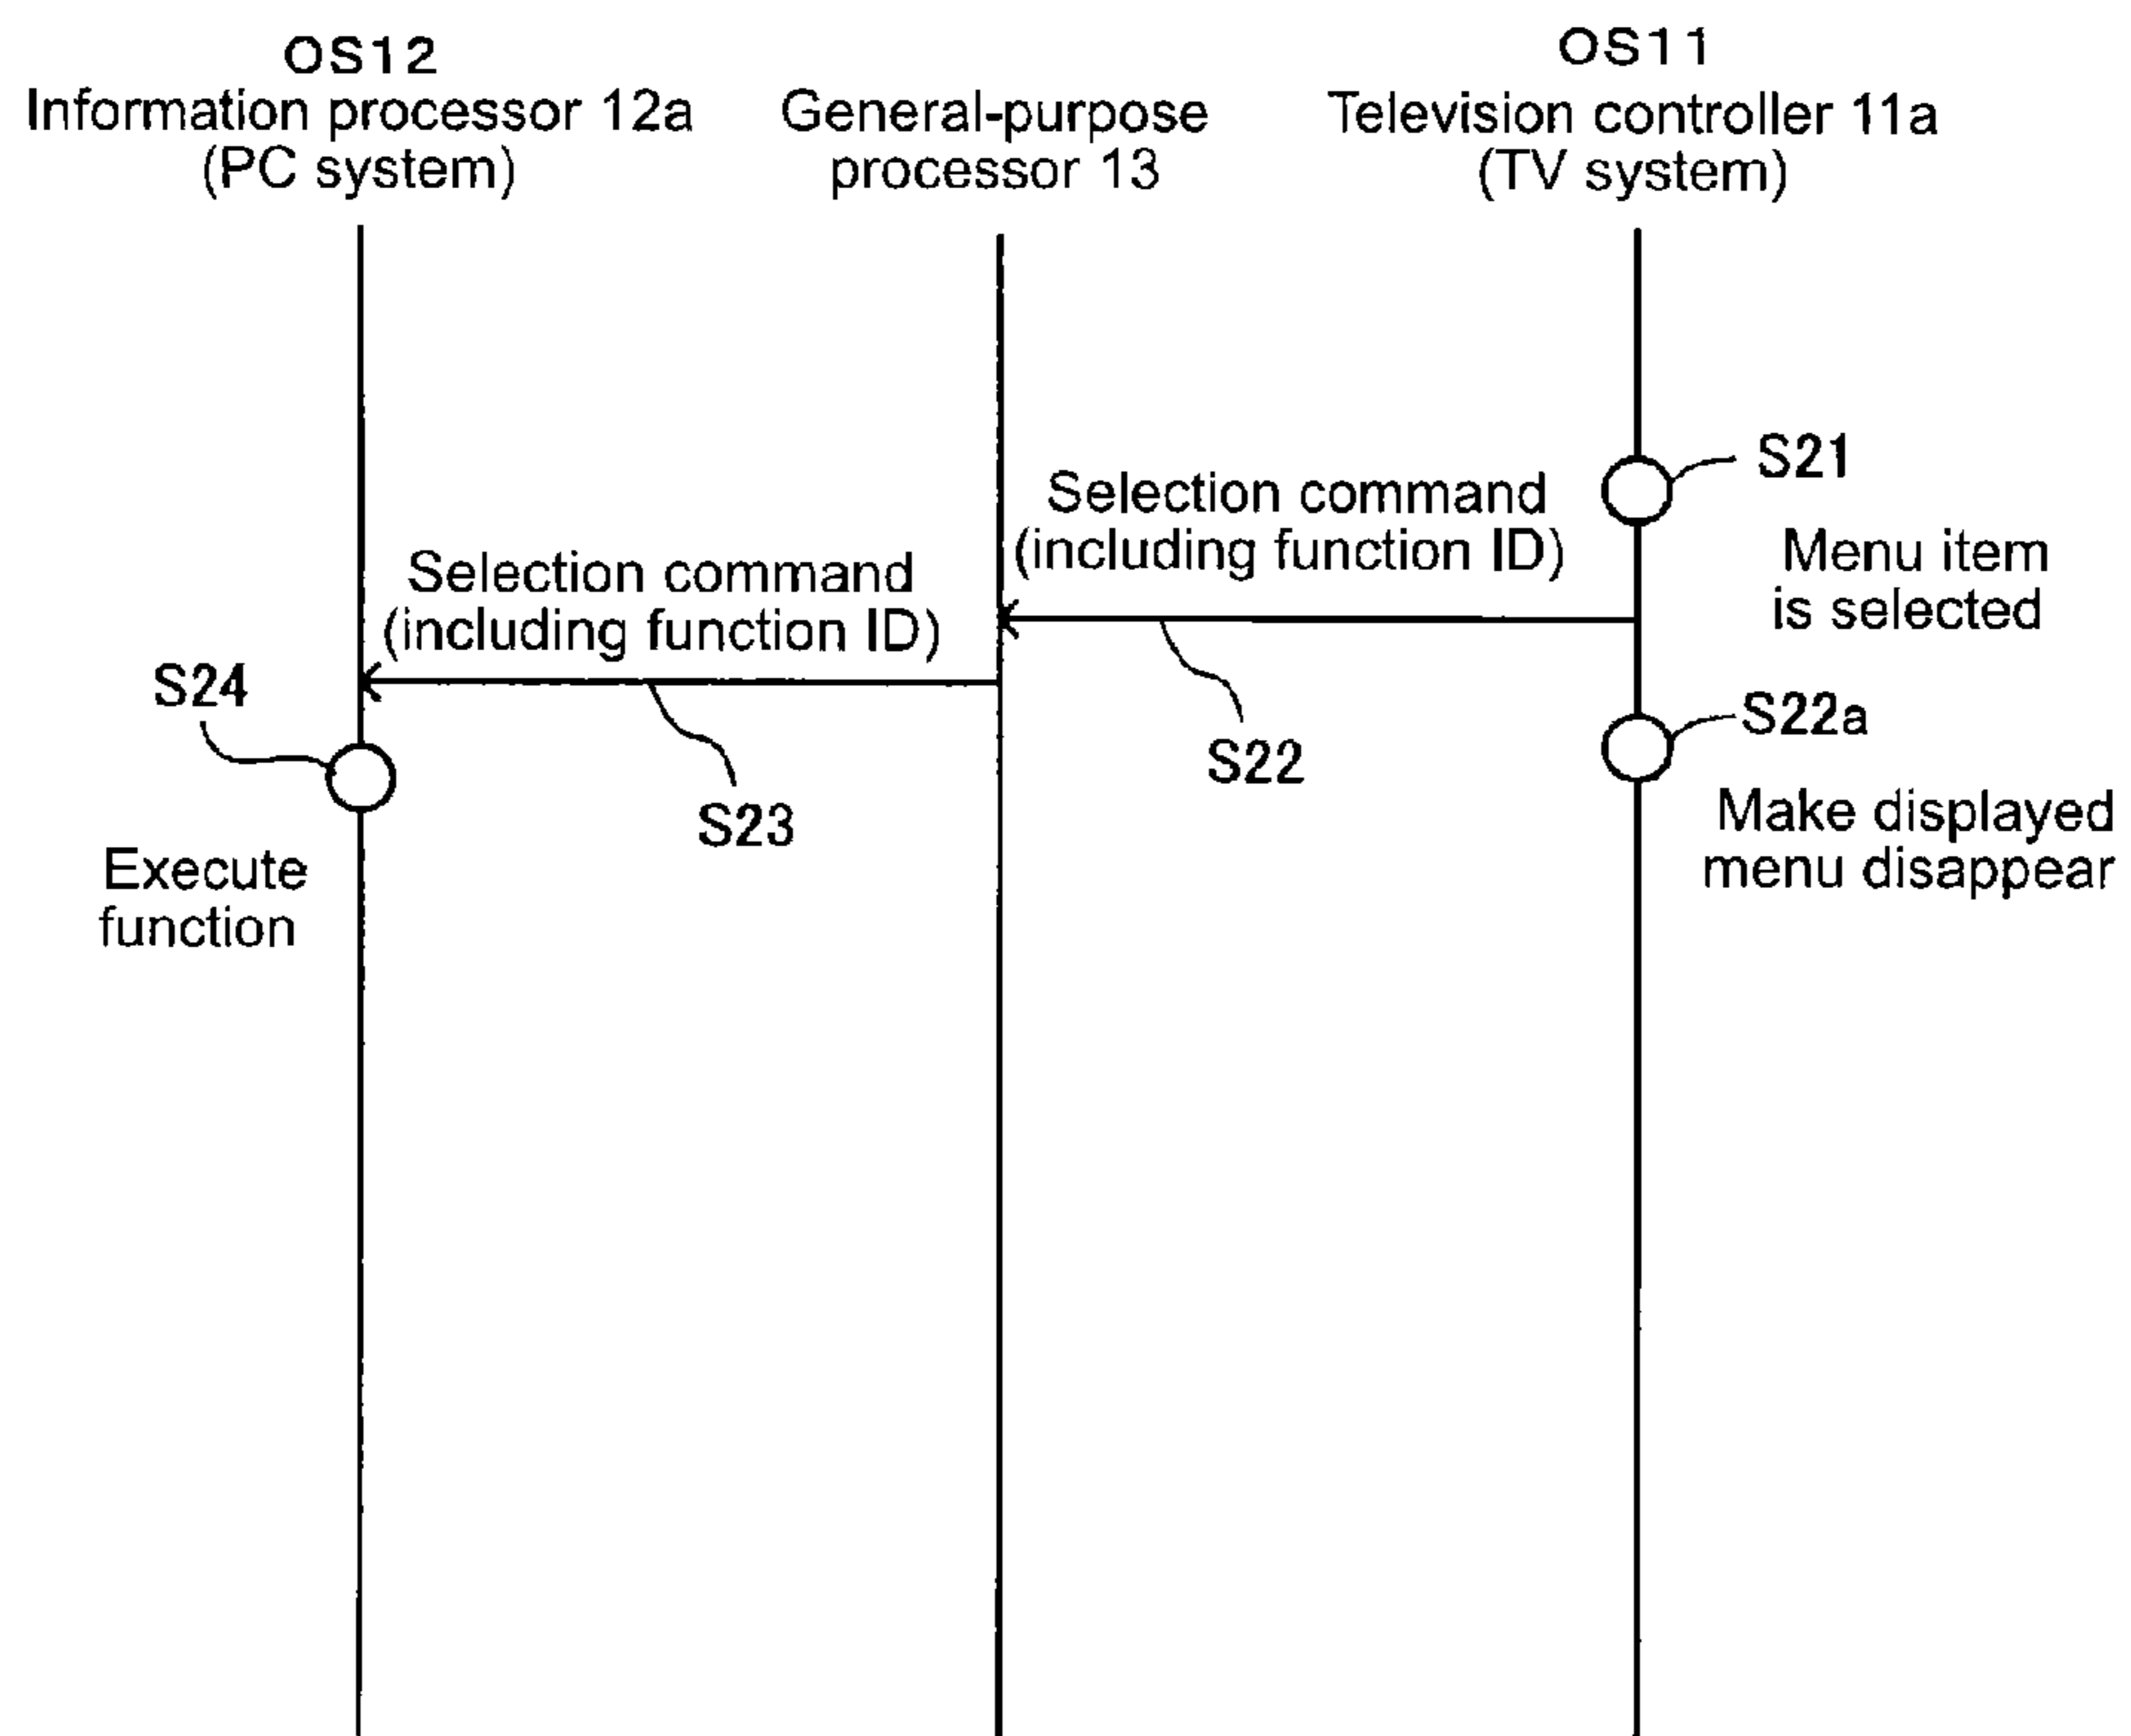 OS12
Information processor 12a
(PC system)
General-purpose
processor 13
OS11
Television controller 11a
(TV system)
S21
Menu item
is selected
Selection command
(including function ID)
S22
Selection command
(including function ID)
S23
S22a
Make displayed
menu disappear
S24
Execute
function